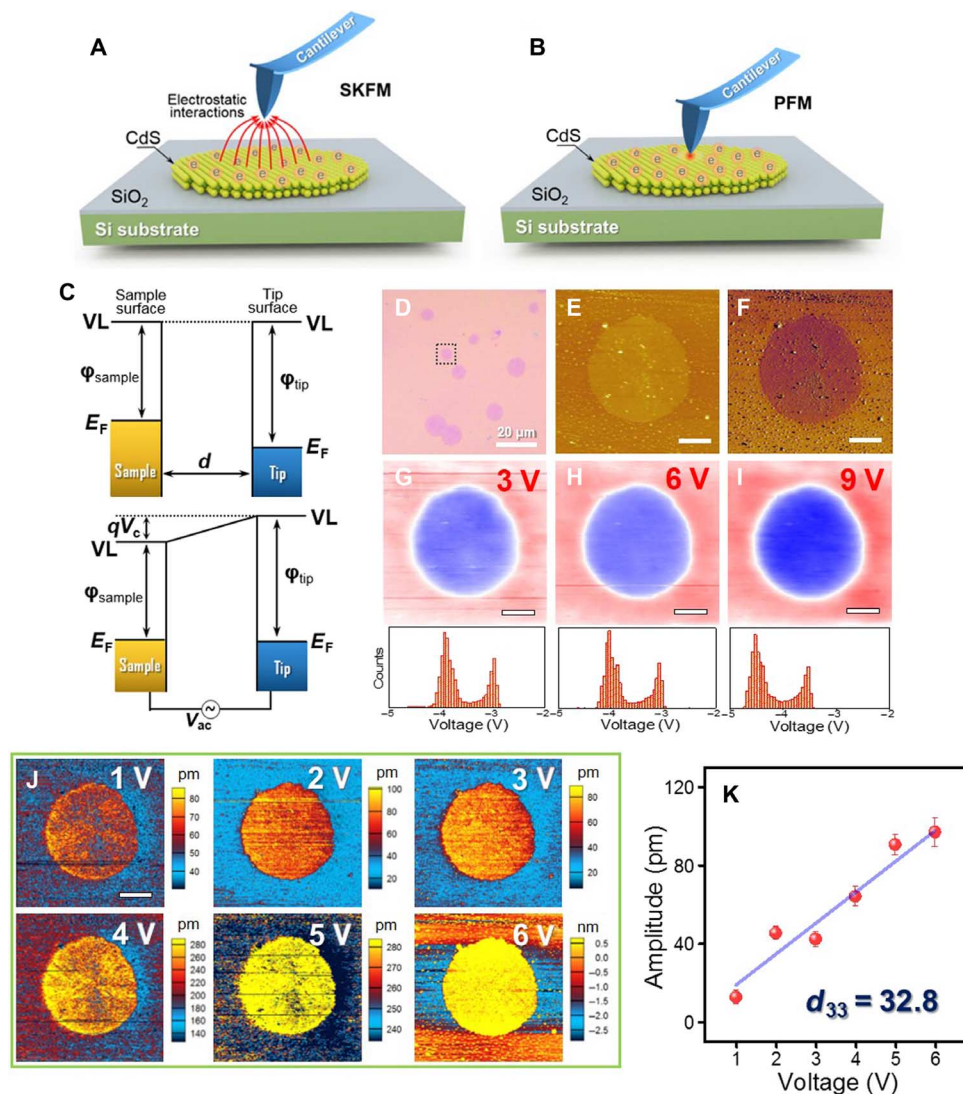 A
Cantilever
SKFM
Electrostatic
interactions
CdS
e e e e e e e e e e e e e e
SiO2
Si substrate
B
Cantilever
PFM
CdS
e e e e e e e e e e e e e e
SiO2
Si substrate
C
Sample
surface
Tip
surface
VL
VL
φsample
φtip
EF
EF
Sample
d
Tip
qVc
VL
VL
φsample
φtip
EF
EF
Sample
Tip
Vac
~
D
20 μm
E
F
G
3 V
H
6 V
I
9 V
Counts
−5 −4 −3 −2
Voltage (V)
−5 −4 −3 −2
Voltage (V)
−5 −4 −3 −2
Voltage (V)
J
1 V
pm
80
60
40
20
2 V
pm
100
80
60
40
20
3 V
pm
80
60
40
20
4 V
pm
280
260
240
220
200
180
160
140
5 V
pm
280
270
260
250
240
6 V
nm
0.5
0.0
−0.5
−1.0
−1.5
−2.0
−2.5
K
Amplitude (pm)
120
80
40
0
d33 = 32.8
1 2 3 4 5 6
Voltage (V)